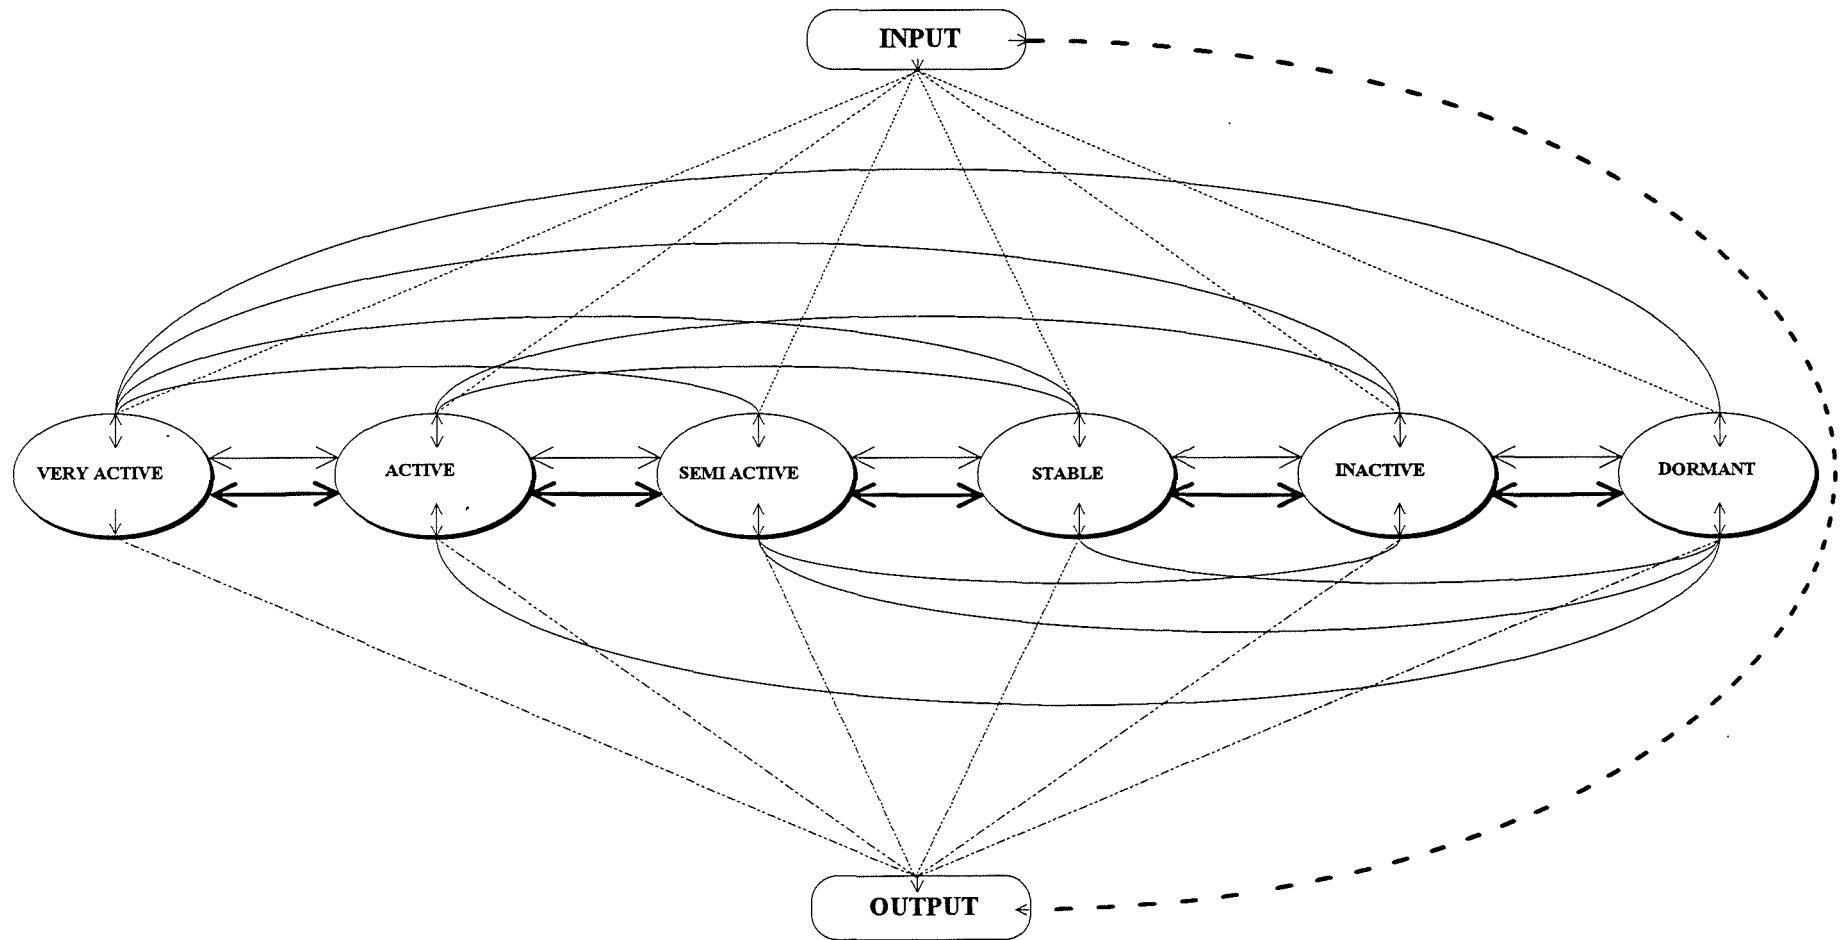 INPUT
VERY ACTIVE
ACTIVE
SEMI ACTIVE
STABLE
INACTIVE
DORMANT
OUTPUT